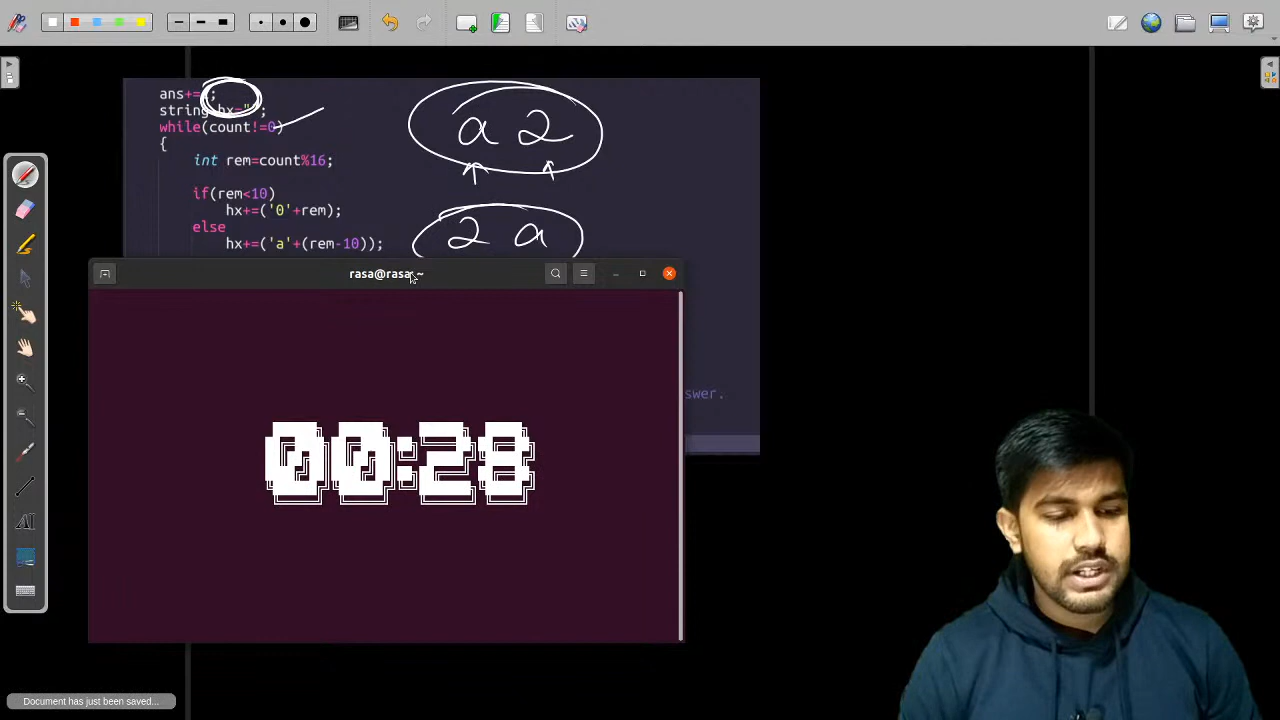 ans+=
string hx="";
while(count!=0)
{
int rem=count%16;
if(rem<10)
hx+=('0'+rem);
else
hx+=('a'+(rem-10));
a 2
2 a
rasa@rasa: ~
00:28
swer.
AI
Document has just been saved...